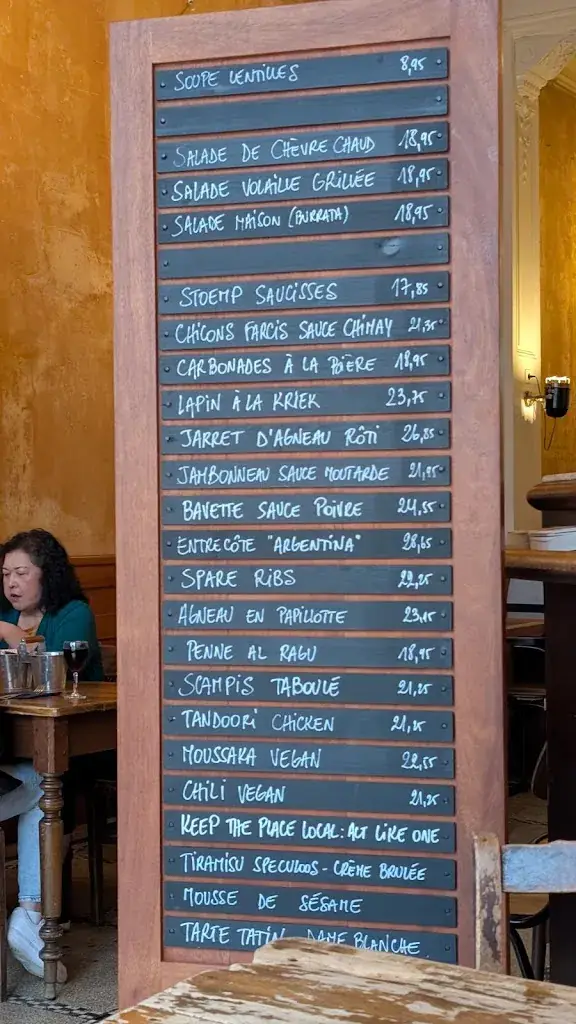 SOUPE LENTILLES 8,95
SALADE DE CHÈVRE CHAUD 18,95
SALADE VOLAILLE GRILLÉE 18,95
SALADE MAISON (BURRATA) 18,95
STOEMP SAUCISSES 17,85
CHICONS FARCIS SAUCE CHIMAY 21,35
CARBONADES À LA BIÈRE 18,95
LAPIN À LA KRIEK 23,75
JARRET D'AGNEAU RÔTI 26,85
JAMBONNEAU SAUCE MOUTARDE 21,95
BAVETTE SAUCE POIVRE 24,55
ENTRECÔTE "ARGENTINA" 28,65
SPARE RIBS 22,25
AGNEAU EN PAPILLOTTE 23,15
PENNE AL RAGU 18,95
SCAMPIS TABOULÉ 21,25
TANDOORI CHICKEN 21,25
MOUSSAKA VEGAN 22,55
CHILI VEGAN 21,25
KEEP THE PLACE LOCAL: ACT LIKE ONE
TIRAMISU SPECULOOS - CRÈME BRULÉE
MOUSSE DE SÉSAME
TARTE TATIN - DAME BLANCHE